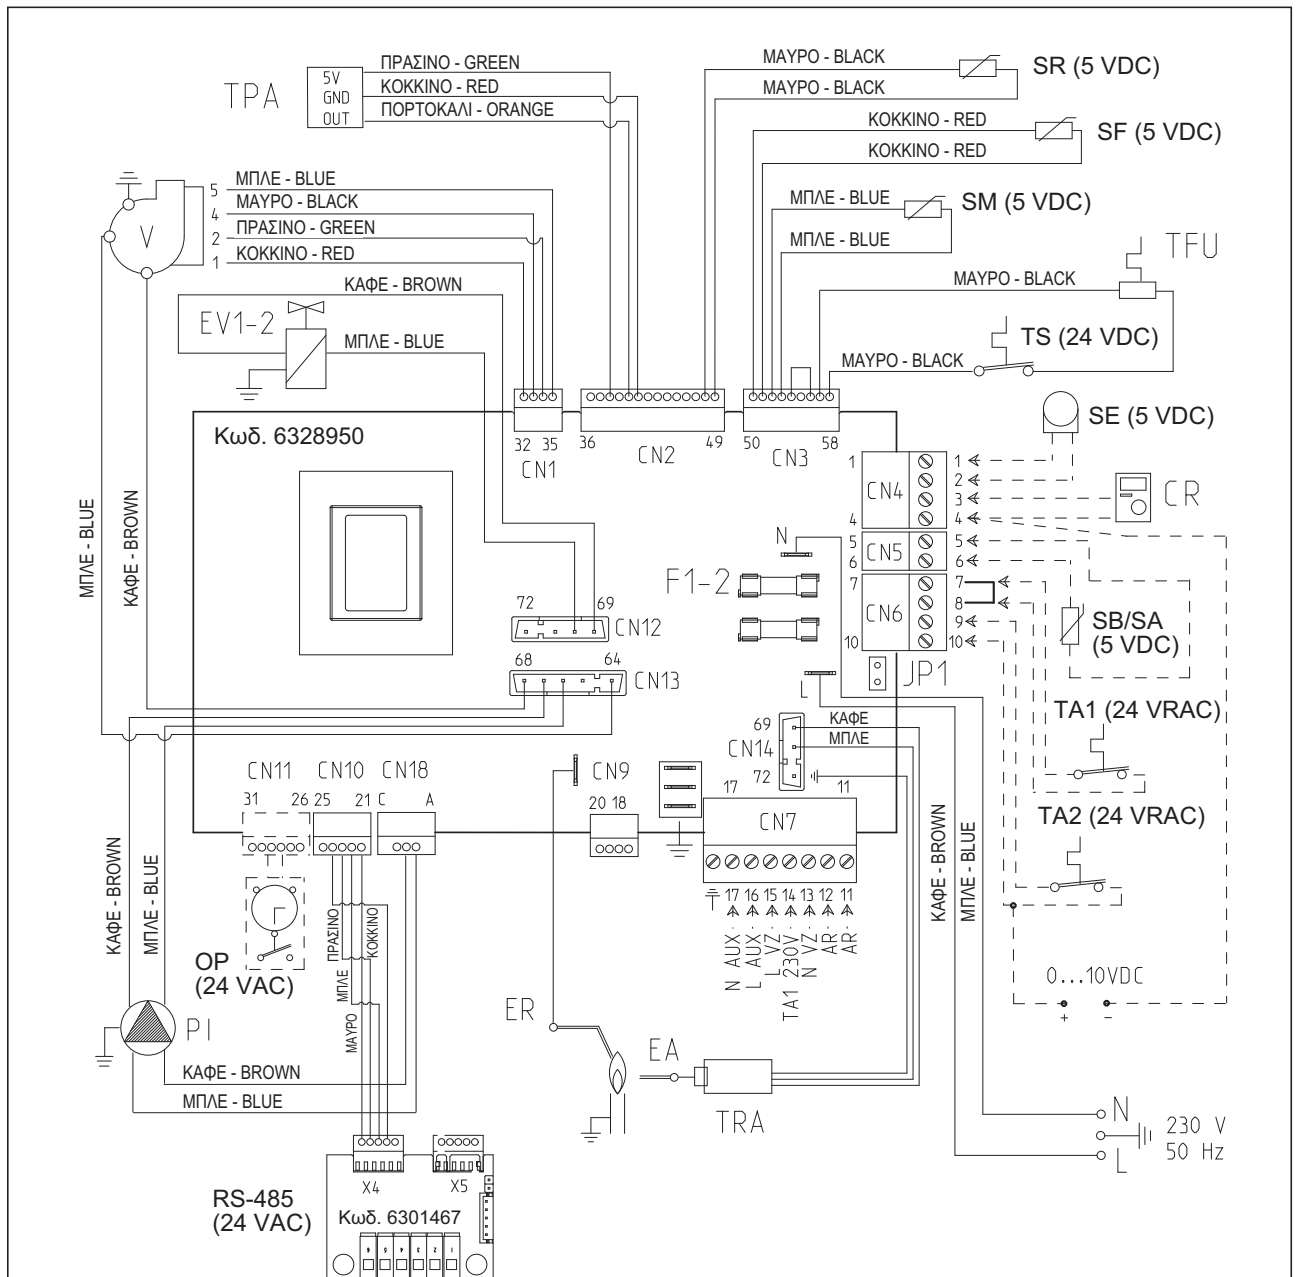 TPA
5V
GND
OUT
ΠΡΑΣΙΝΟ - GREEN
ΚΟΚΚΙΝΟ - RED
ΠΟΡΤΟΚΑΛΙ - ORANGE
ΜΑΥΡΟ - BLACK
ΜΑΥΡΟ - BLACK
SR (5 VDC)
ΚΟΚΚΙΝΟ - RED
ΚΟΚΚΙΝΟ - RED
SF (5 VDC)
ΜΠΛΕ - BLUE
ΜΠΛΕ - BLUE
SM (5 VDC)
V
5 ΜΠΛΕ - BLUE
4 ΜΑΥΡΟ - BLACK
2 ΠΡΑΣΙΝΟ - GREEN
1 ΚΟΚΚΙΝΟ - RED
TFU
ΜΑΥΡΟ - BLACK
ΚΑΦΕ - BROWN
EV1-2
ΜΠΛΕ - BLUE
TS (24 VDC)
ΜΑΥΡΟ - BLACK
SE (5 VDC)
Κωδ. 6328950
32 35
CN1
36 49
CN2
50 58
CN3
1
4
CN4
1
2
3
4
CR
5
6
CN5
5
6
7
10
CN6
7
8
9
10
N
F1-2
SB/SA
(5 VDC)
ΜΠΛΕ - BLUE
ΚΑΦΕ - BROWN
72 69
CN12
68 64
CN13
L
JP1
TA1 (24 VRAC)
69
CN14
72
ΚΑΦΕ
ΜΠΛΕ
TA2 (24 VRAC)
CN11
31 26
CN10
25 21
CN18
C A
CN9
20 18
17 11
CN7
17 16 15 14 13 12 11
N AUX
L AUX
L VZ
TA1 230V
N VZ
AR
AR
ΚΑΦΕ - BROWN
ΜΠΛΕ - BLUE
ΚΑΦΕ - BROWN
ΜΠΛΕ - BLUE
OP
(24 VAC)
ΠΡΑΣΙΝΟ
ΚΟΚΚΙΝΟ
ΜΠΛΕ
ΜΑΥΡΟ
0...10VDC
+ -
PI
ER
EA
TRA
ΚΑΦΕ - BROWN
ΜΠΛΕ - BLUE
N
L
230 V
50 Hz
X4 X5
RS-485
(24 VAC)
Κωδ. 6301467
6 5 4 3 2 1